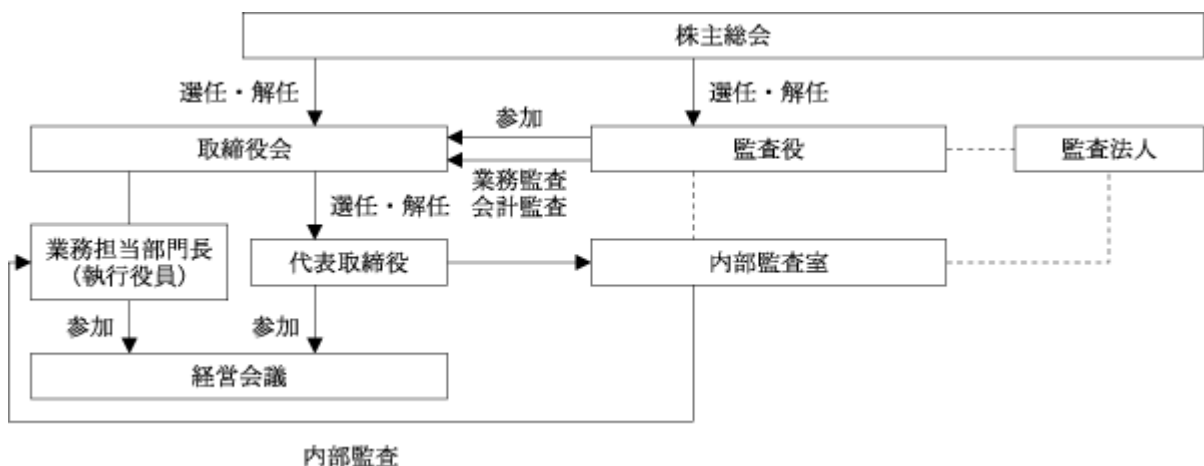 株主総会
選任・解任
選任・解任
参加
取締役会
監査役
監査法人
業務監査
会計監査
選任・解任
業務担当部門長
（執行役員）
代表取締役
内部監査室
参加
参加
経営会議
内部監査